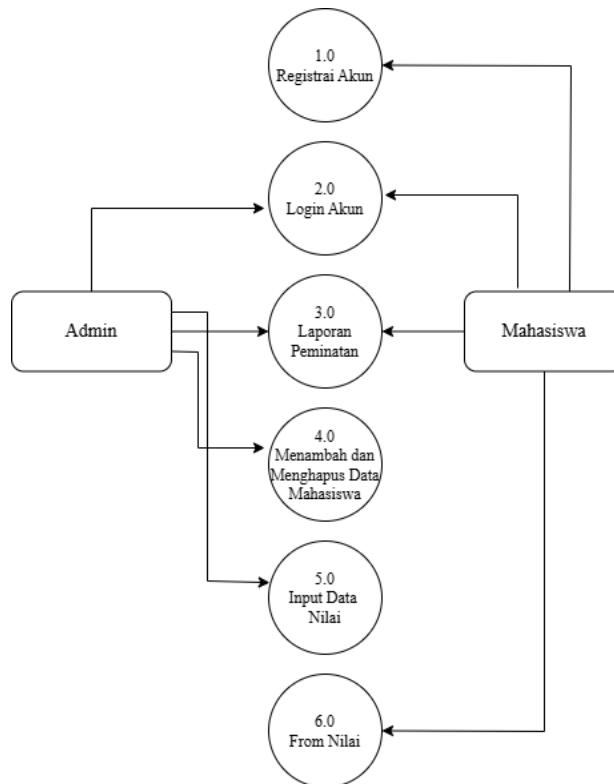 1.0
Registrai Akun
2.0
Login Akun
Admin
3.0
Laporan
Peminatan
Mahasiswa
4.0
Menambah dan
Menghapus Data
Mahasiswa
5.0
Input Data
Nilai
6.0
From Nilai